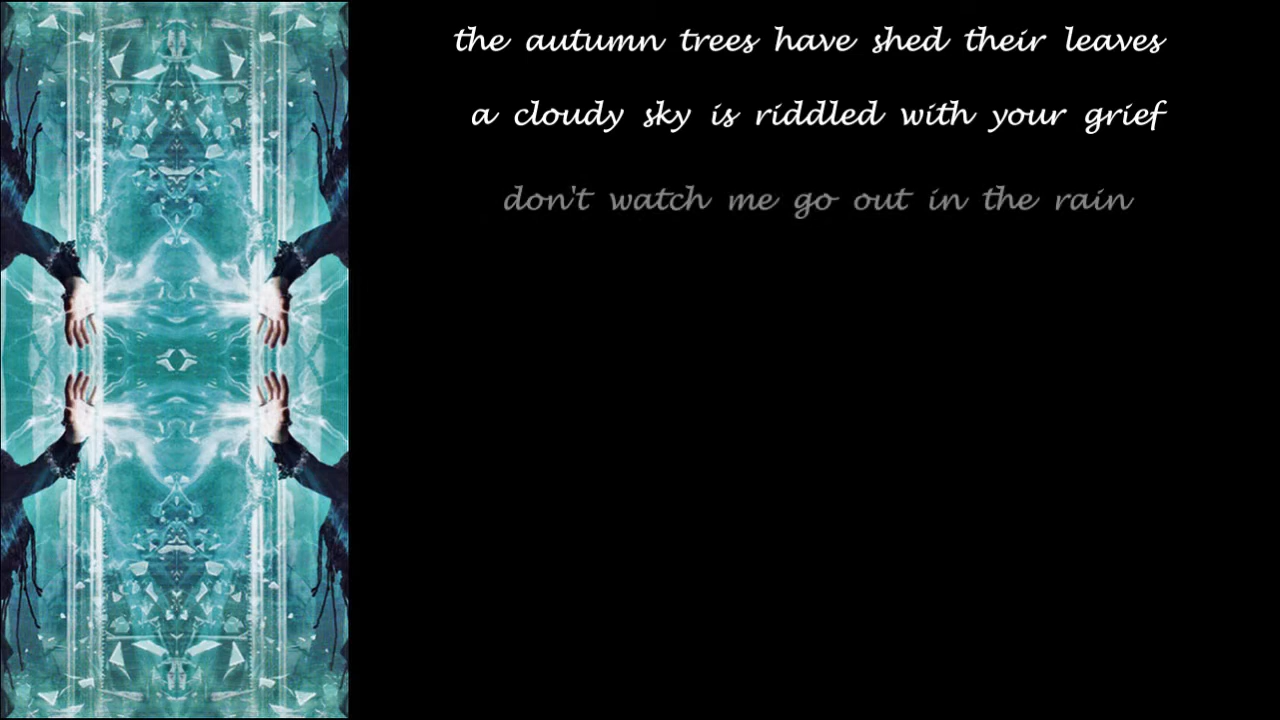 the autumn trees have shed their leaves
a cloudy sky is riddled with your grief
don't watch me go out in the rain